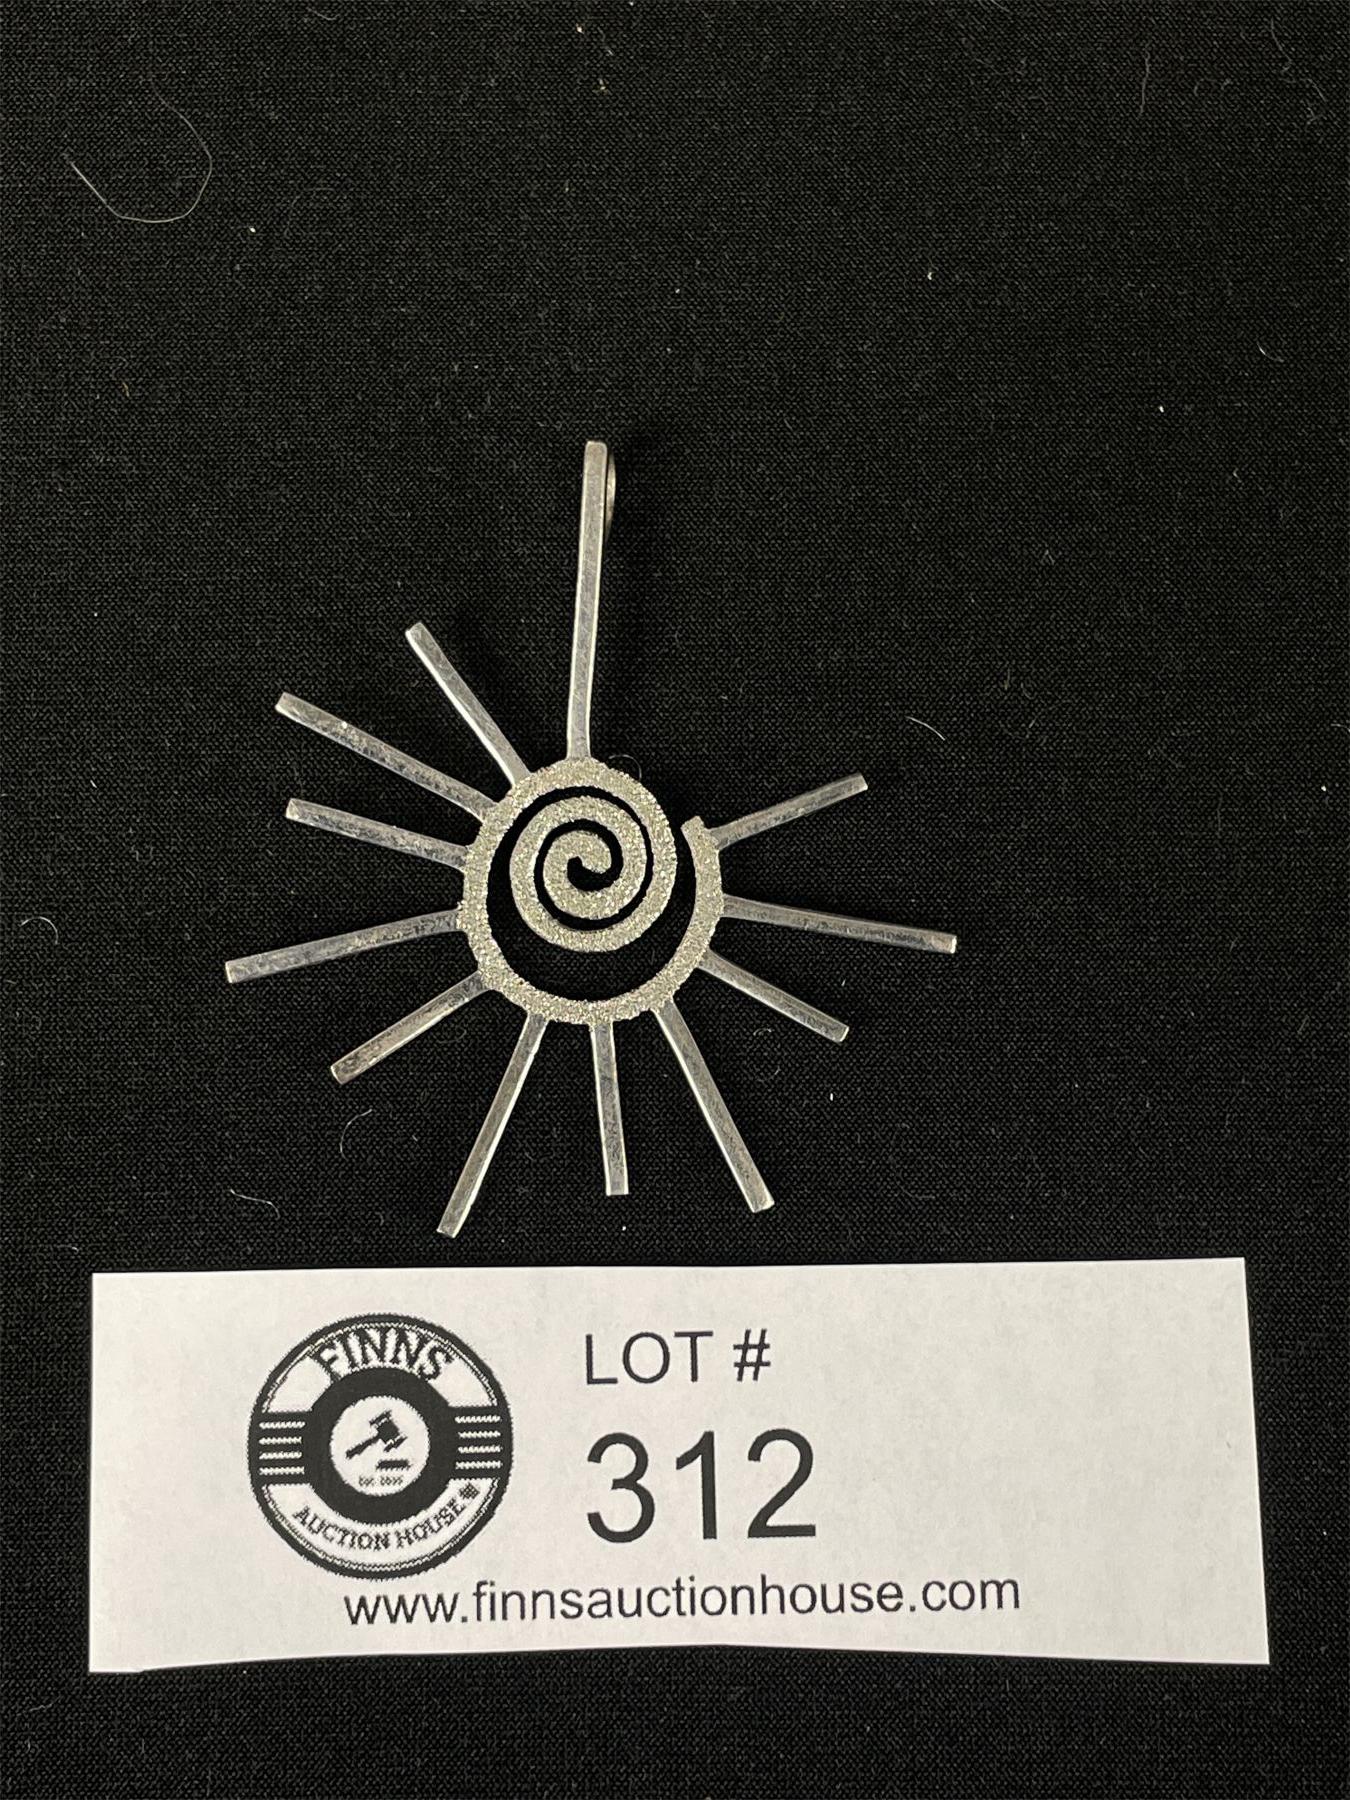 FINNS
AUCTION HOUSE
LOT #
312
www.finnsauctionhouse.com